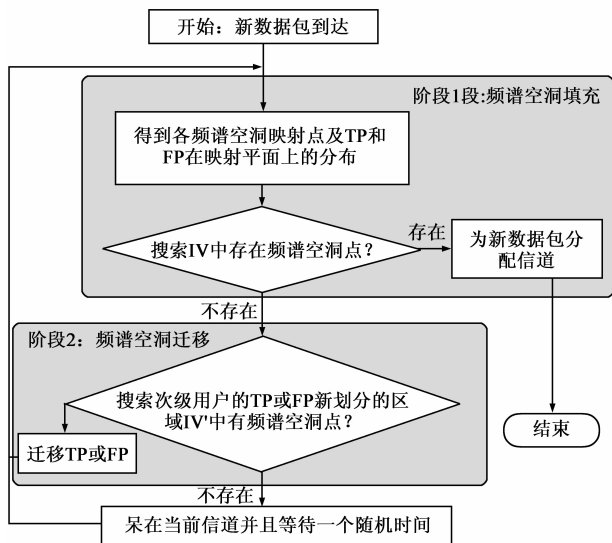 开始：新数据包到达
阶段1段:频谱空洞填充
得到各频谱空洞映射点及TP和
FP在映射平面上的分布
搜索IV中存在频谱空洞点？
存在
为新数据包分
配信道
不存在
阶段2：频谱空洞迁移
搜索次级用户的TP或FP新划分的区
域IV'中有频谱空洞点？
迁移TP或FP
结束
不存在
呆在当前信道并且等待一个随机时间